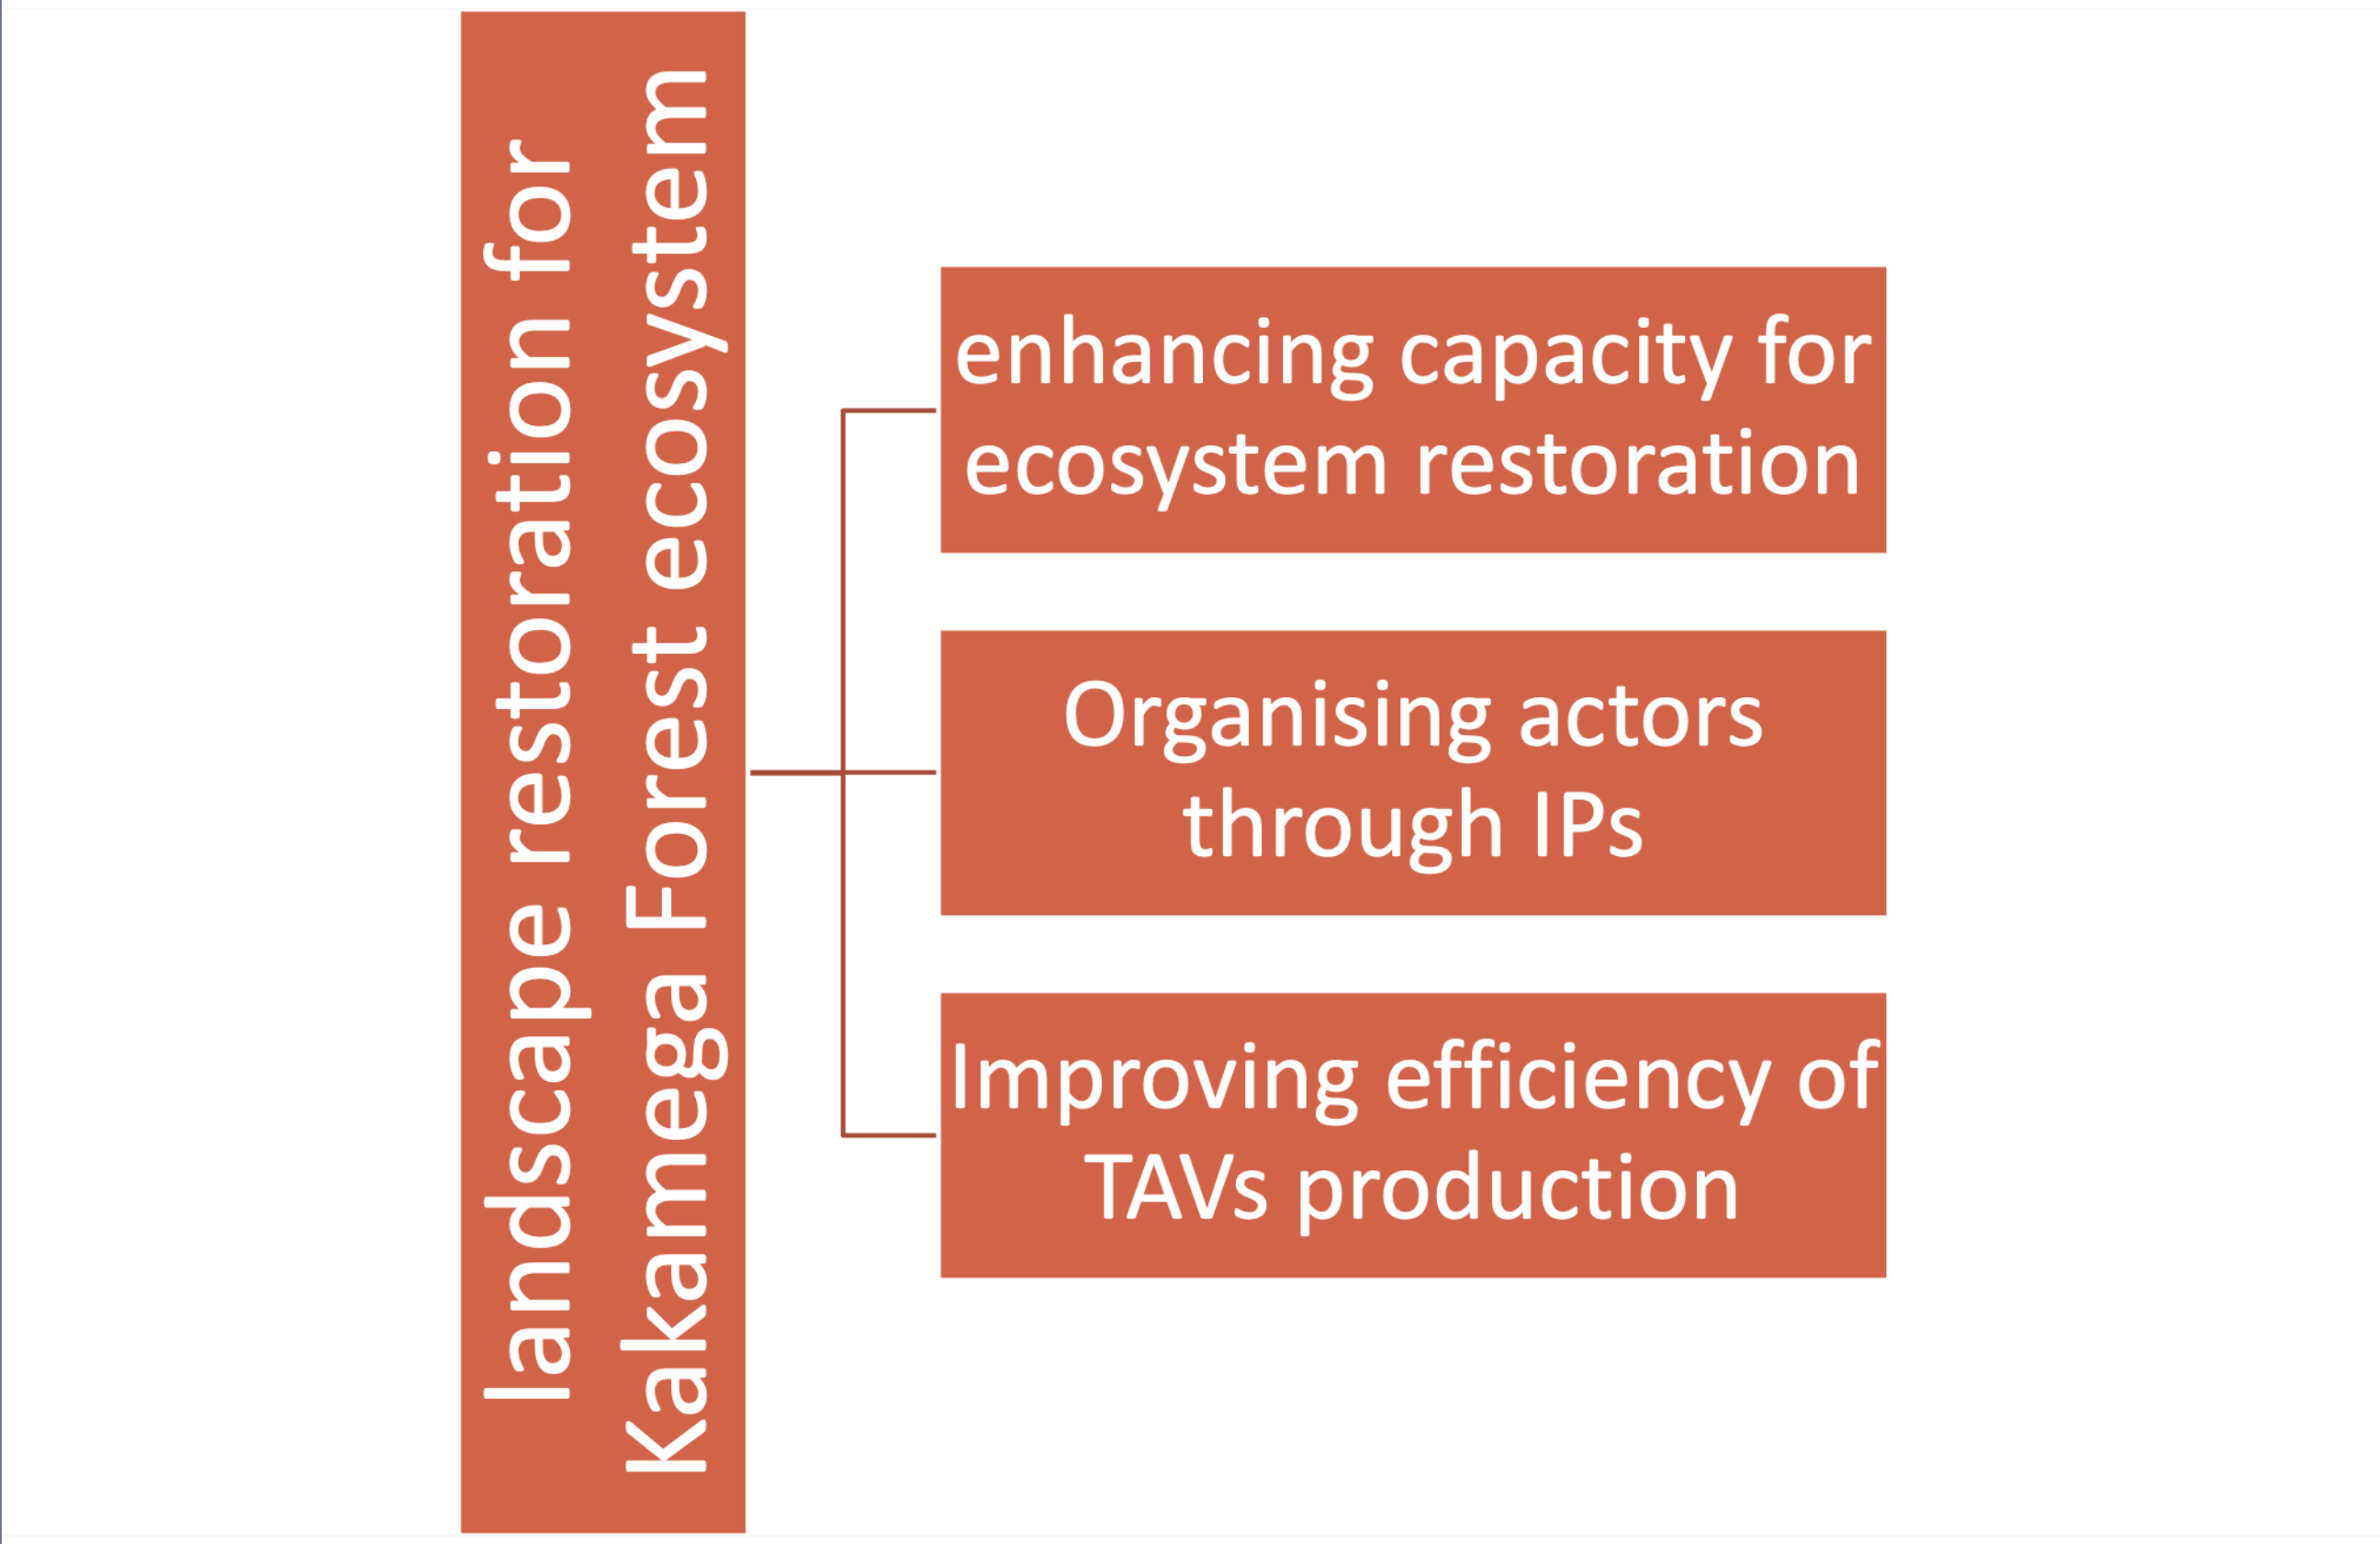 landscape restoration for
Kakamega Forest ecosystem
enhancing capacity for
ecosystem restoration
Organising actors
through IPs
Improving efficiency of
TAVs production